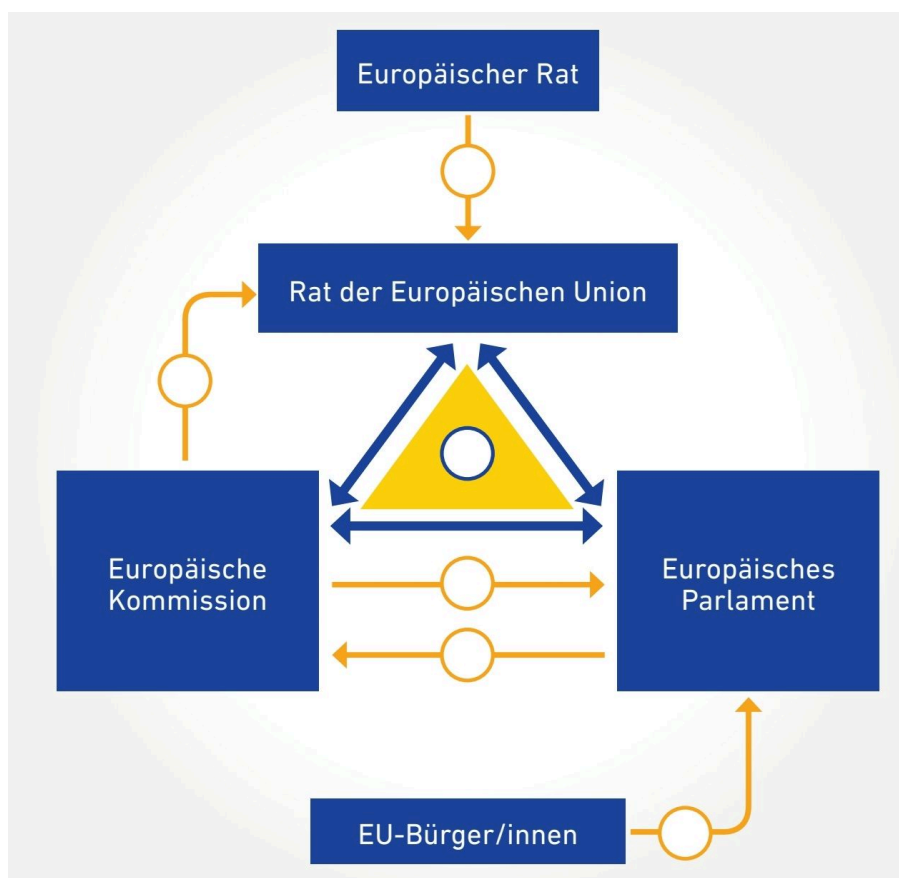 Europäischer Rat
Rat der Europäischen Union
Europäische
Kommission
Europäisches
Parlament
EU-Bürger/innen